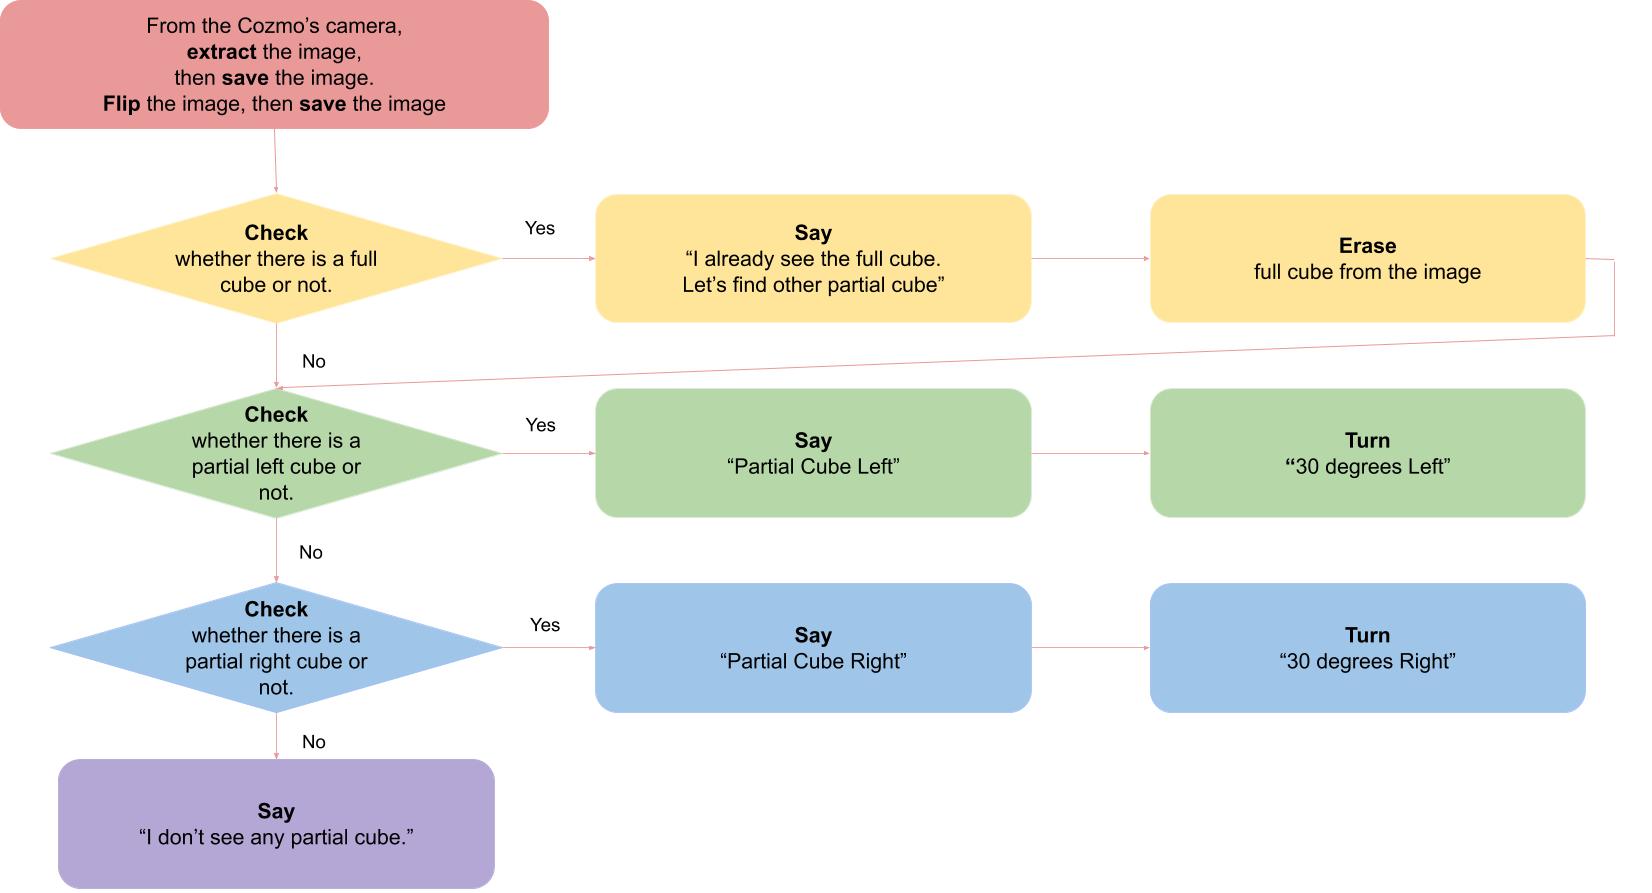 From the Cozmo’s camera,
extract the image,
then save the image.
Flip the image, then save the image
Check
whether there is a full
cube or not.
Yes
Say
“I already see the full cube.
Let’s find other partial cube”
Erase
full cube from the image
No
Check
whether there is a
partial left cube or
not.
Yes
Say
“Partial Cube Left”
Turn
“30 degrees Left”
No
Check
whether there is a
partial right cube or
not.
Yes
Say
“Partial Cube Right”
Turn
“30 degrees Right”
No
Say
“I don’t see any partial cube.”